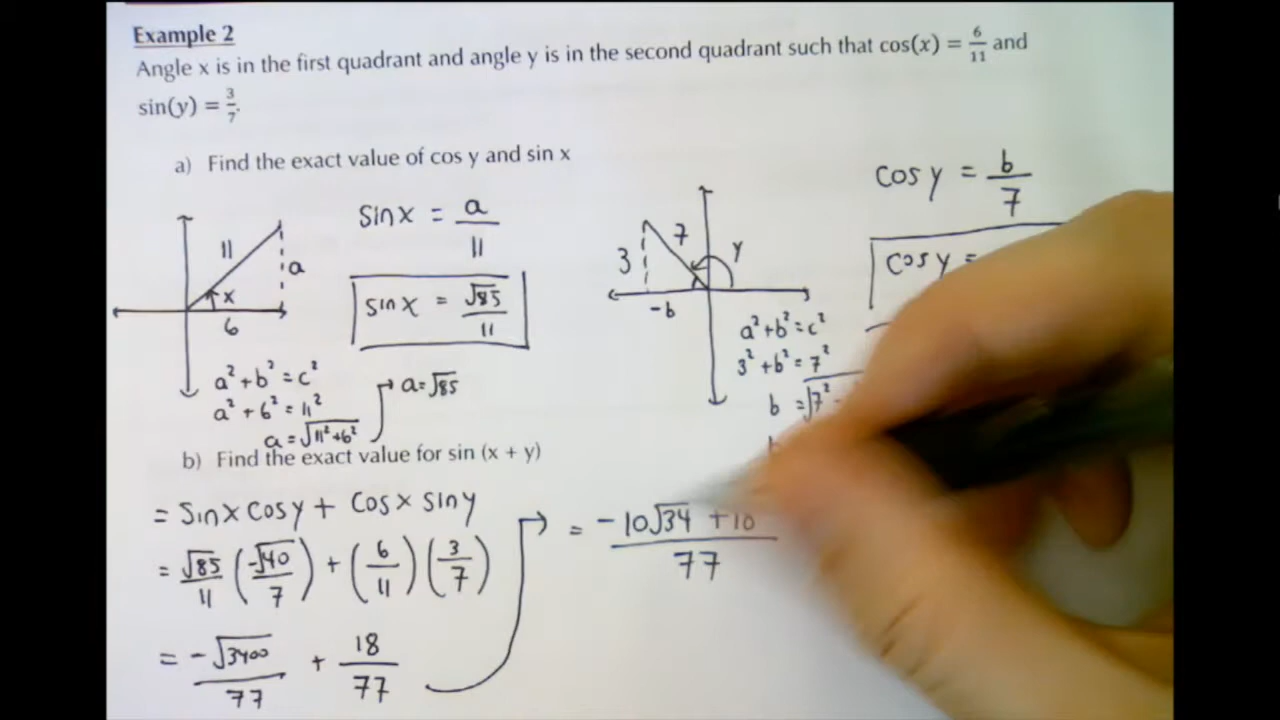 Example 2
Angle x is in the first quadrant and angle y is in the second quadrant such that cos(x) = 6/11 and
sin(y) = 3/7.
a) Find the exact value of cos y and sin x
11
a
x
6
sin x = a/11
sin x = √85/11
a² + b² = c²
a² + 6² = 11²
a = √11²+6²
a = √85
3
7
y
-b
cos y = b/7
cos y =
a² + b² = c²
3² + b² = 7²
b = √7²
b) Find the exact value for sin (x + y)
= sin x cos y + cos x sin y
= √85/11 (-√40/7) + (6/11)(3/7)
= -√3400/77 + 18/77
= -10√34 + 10/77